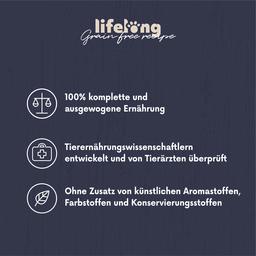 lifelong
Grain free recipe
100% komplette und
ausgewogene Ernährung
Tierernährungswissenschaftlern
entwickelt und von Tierärzten überprüft
Ohne Zusatz von künstlichen Aromastoffen,
Farbstoffen und Konservierungsstoffen